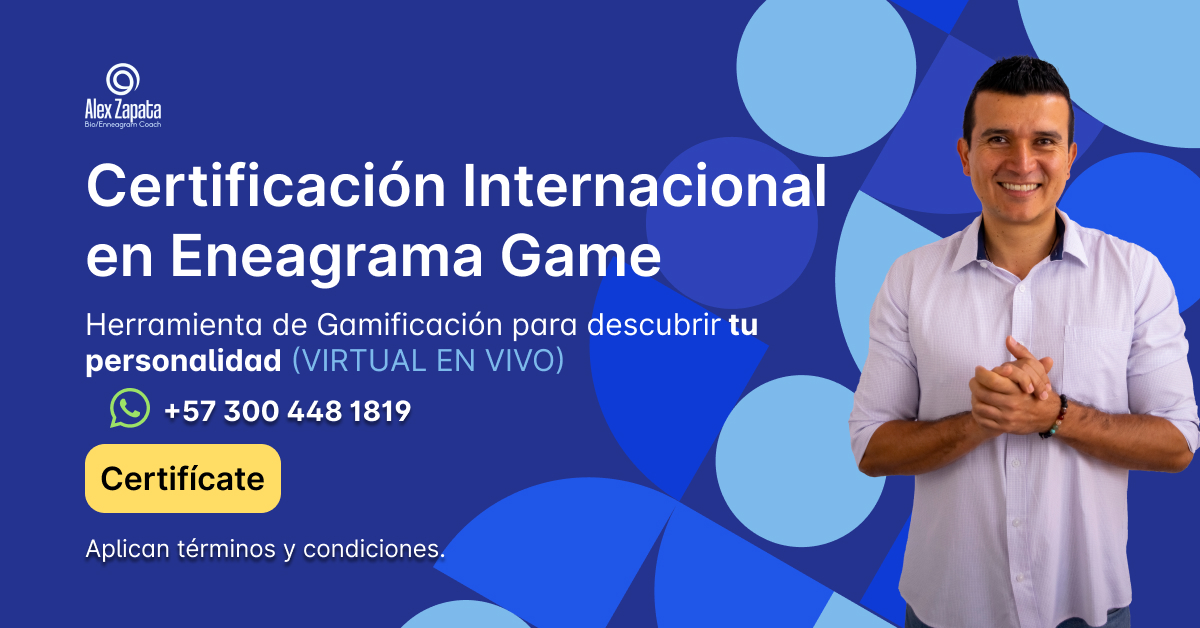 Alex Zapata
Bio/Enneagram Coach
Certificación Internacional
en Eneagrama Game
Herramienta de Gamificación para descubrir tu
personalidad (VIRTUAL EN VIVO)
+57 300 448 1819
Certifícate
Aplican términos y condiciones.